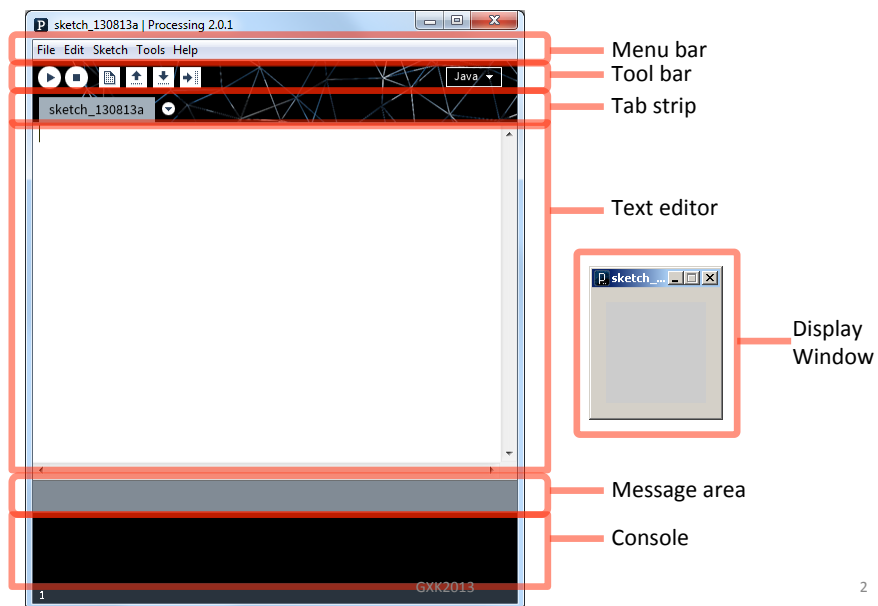 sketch_130813a | Processing 2.0.1
File Edit Sketch Tools Help
Menu bar
Java
Tool bar
sketch_130813a
Tab strip
Text editor
sketch_...
Display
Window
Message area
Console
1
GXK2013
2